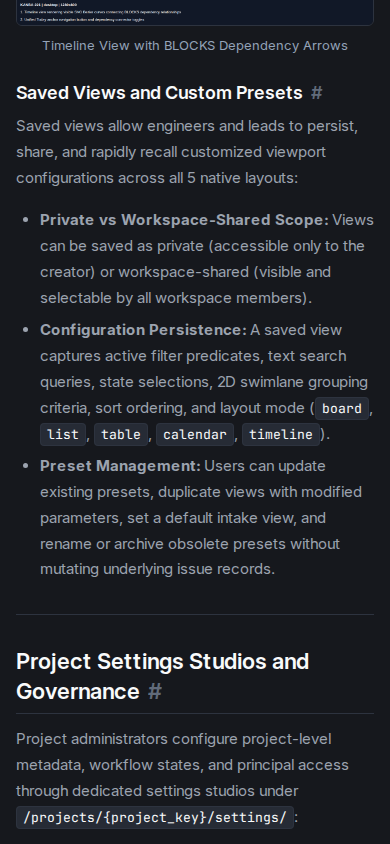 Timeline View with BLOCKS Dependency Arrows
Saved Views and Custom Presets #
Saved views allow engineers and leads to persist,
share, and rapidly recall customized viewport
configurations across all 5 native layouts:
• Private vs Workspace-Shared Scope: Views
can be saved as private (accessible only to the
creator) or workspace-shared (visible and
selectable by all workspace members).
• Configuration Persistence: A saved view
captures active filter predicates, text search
queries, state selections, 2D swimlane grouping
criteria, sort ordering, and layout mode (board,
list, table, calendar, timeline).
• Preset Management: Users can update
existing presets, duplicate views with modified
parameters, set a default intake view, and
rename or archive obsolete presets without
mutating underlying issue records.
Project Settings Studios and
Governance #
Project administrators configure project-level
metadata, workflow states, and principal access
through dedicated settings studios under
/projects/{project_key}/settings/: